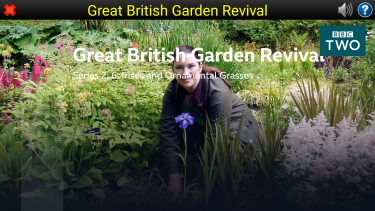 Great British Garden Revival
BBC
TWO
Great British Garden Revival
Series 2: 6. Irises and Ornamental Grasses